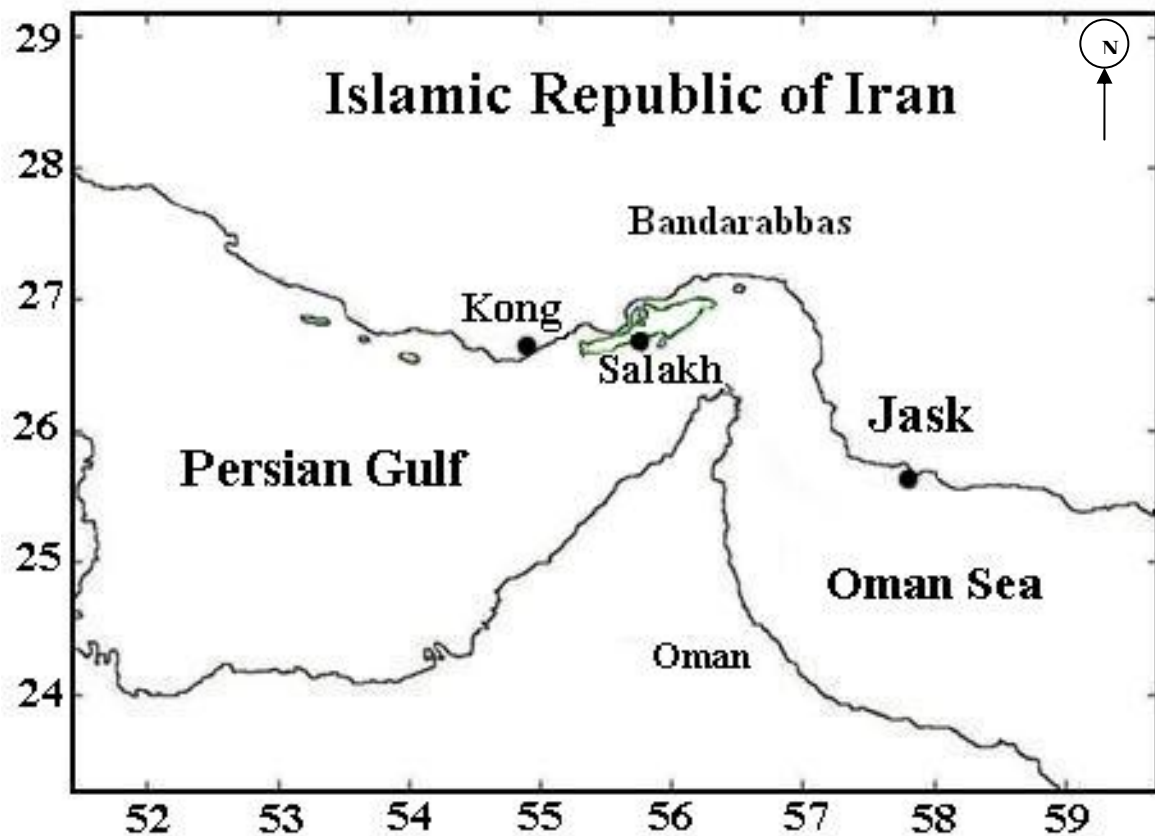 29
N
Islamic Republic of Iran
28
Bandarabbas
27
Kong
Salakh
26
Jask
Persian Gulf
25
Oman Sea
Oman
24
52 53 54 55 56 57 58 59